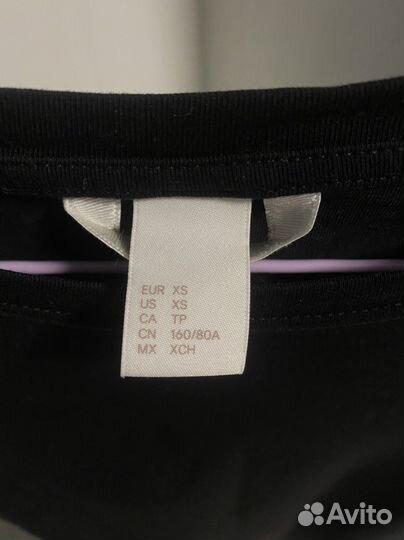 EUR XS
US XS
CA TP
CN 160/80A
MX XCH
Avito